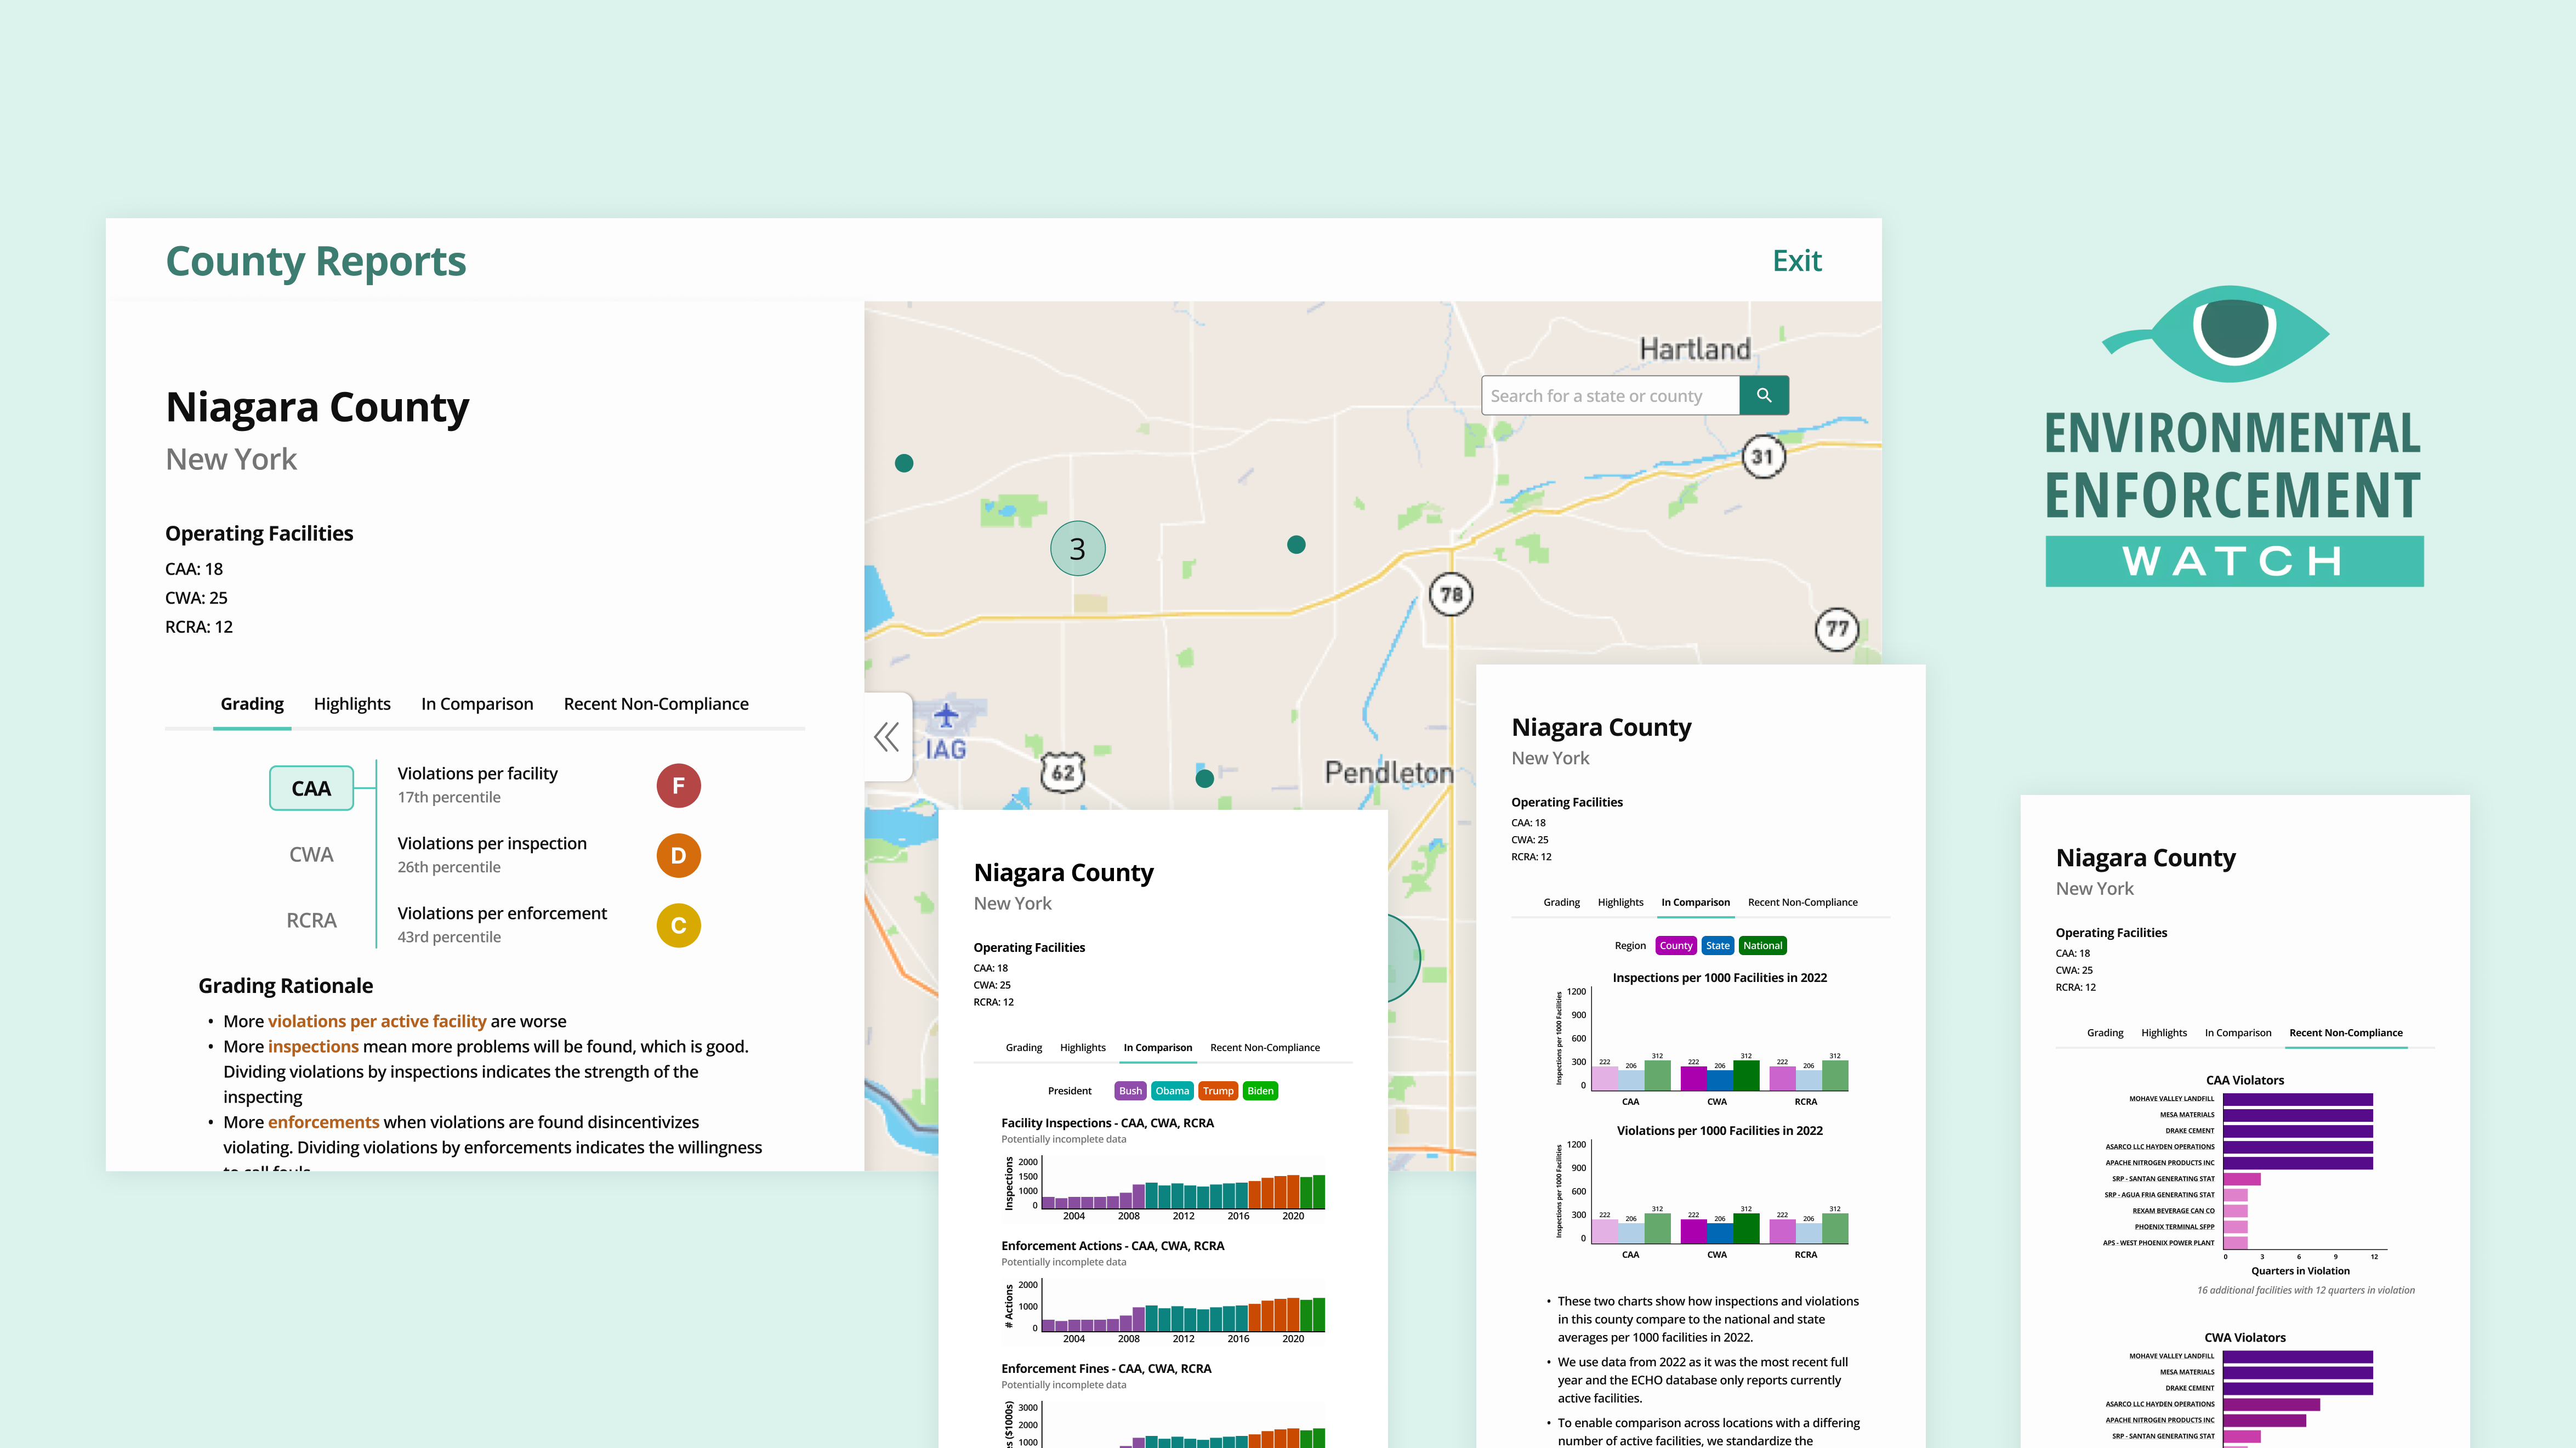 County Reports
Exit
Niagara County
New York
Operating Facilities
CAA: 18
CWA: 25
RCRA: 12
Grading Highlights In Comparison Recent Non-Compliance
CAA
Violations per facility
17th percentile
F
CWA
Violations per inspection
26th percentile
D
RCRA
Violations per enforcement
43rd percentile
C
Grading Rationale
• More violations per active facility are worse
• More inspections mean more problems will be found, which is good.
Dividing violations by inspections indicates the strength of the
inspecting
• More enforcements when violations are found disincentivizes
violating. Dividing violations by enforcements indicates the willingness
to call fouls
Hartland
Search for a state or county
31
3
78
77
IAG
62
Pendleton
ENVIRONMENTAL
ENFORCEMENT
WATCH
Niagara County
New York
Operating Facilities
CAA: 18
CWA: 25
RCRA: 12
Grading Highlights In Comparison Recent Non-Compliance
President Bush Obama Trump Biden
Facility Inspections - CAA, CWA, RCRA
Potentially incomplete data
Inspections
2000
1500
1000
0
2004 2008 2012 2016 2020
Enforcement Actions - CAA, CWA, RCRA
Potentially incomplete data
# Actions
2000
1000
0
2004 2008 2012 2016 2020
Enforcement Fines - CAA, CWA, RCRA
Potentially incomplete data
($1000s)
3000
2000
1000
Niagara County
New York
Operating Facilities
CAA: 18
CWA: 25
RCRA: 12
Grading Highlights In Comparison Recent Non-Compliance
Region County State National
Inspections per 1000 Facilities in 2022
Inspections per 1000 Facilities
1200
900
600
300
0
222 206 312 222 206 312 222 206 312
CAA CWA RCRA
Violations per 1000 Facilities in 2022
Inspections per 1000 Facilities
1200
900
600
300
0
222 206 312 222 206 312 222 206 312
CAA CWA RCRA
• These two charts show how inspections and violations
in this county compare to the national and state
averages per 1000 facilities in 2022.
• We use data from 2022 as it was the most recent full
year and the ECHO database only reports currently
active facilities.
• To enable comparison across locations with a differing
number of active facilities, we standardize the
Niagara County
New York
Operating Facilities
CAA: 18
CWA: 25
RCRA: 12
Grading Highlights In Comparison Recent Non-Compliance
CAA Violators
MOHAVE VALLEY LANDFILL
MESA MATERIALS
DRAKE CEMENT
ASARCO LLC HAYDEN OPERATIONS
APACHE NITROGEN PRODUCTS INC
SRP - SANTAN GENERATING STAT
SRP - AGUA FRIA GENERATING STAT
REXAM BEVERAGE CAN CO
PHOENIX TERMINAL SFPP
APS - WEST PHOENIX POWER PLANT
0 3 6 9 12
Quarters in Violation
16 additional facilities with 12 quarters in violation
CWA Violators
MOHAVE VALLEY LANDFILL
MESA MATERIALS
DRAKE CEMENT
ASARCO LLC HAYDEN OPERATIONS
APACHE NITROGEN PRODUCTS INC
SRP - SANTAN GENERATING STAT